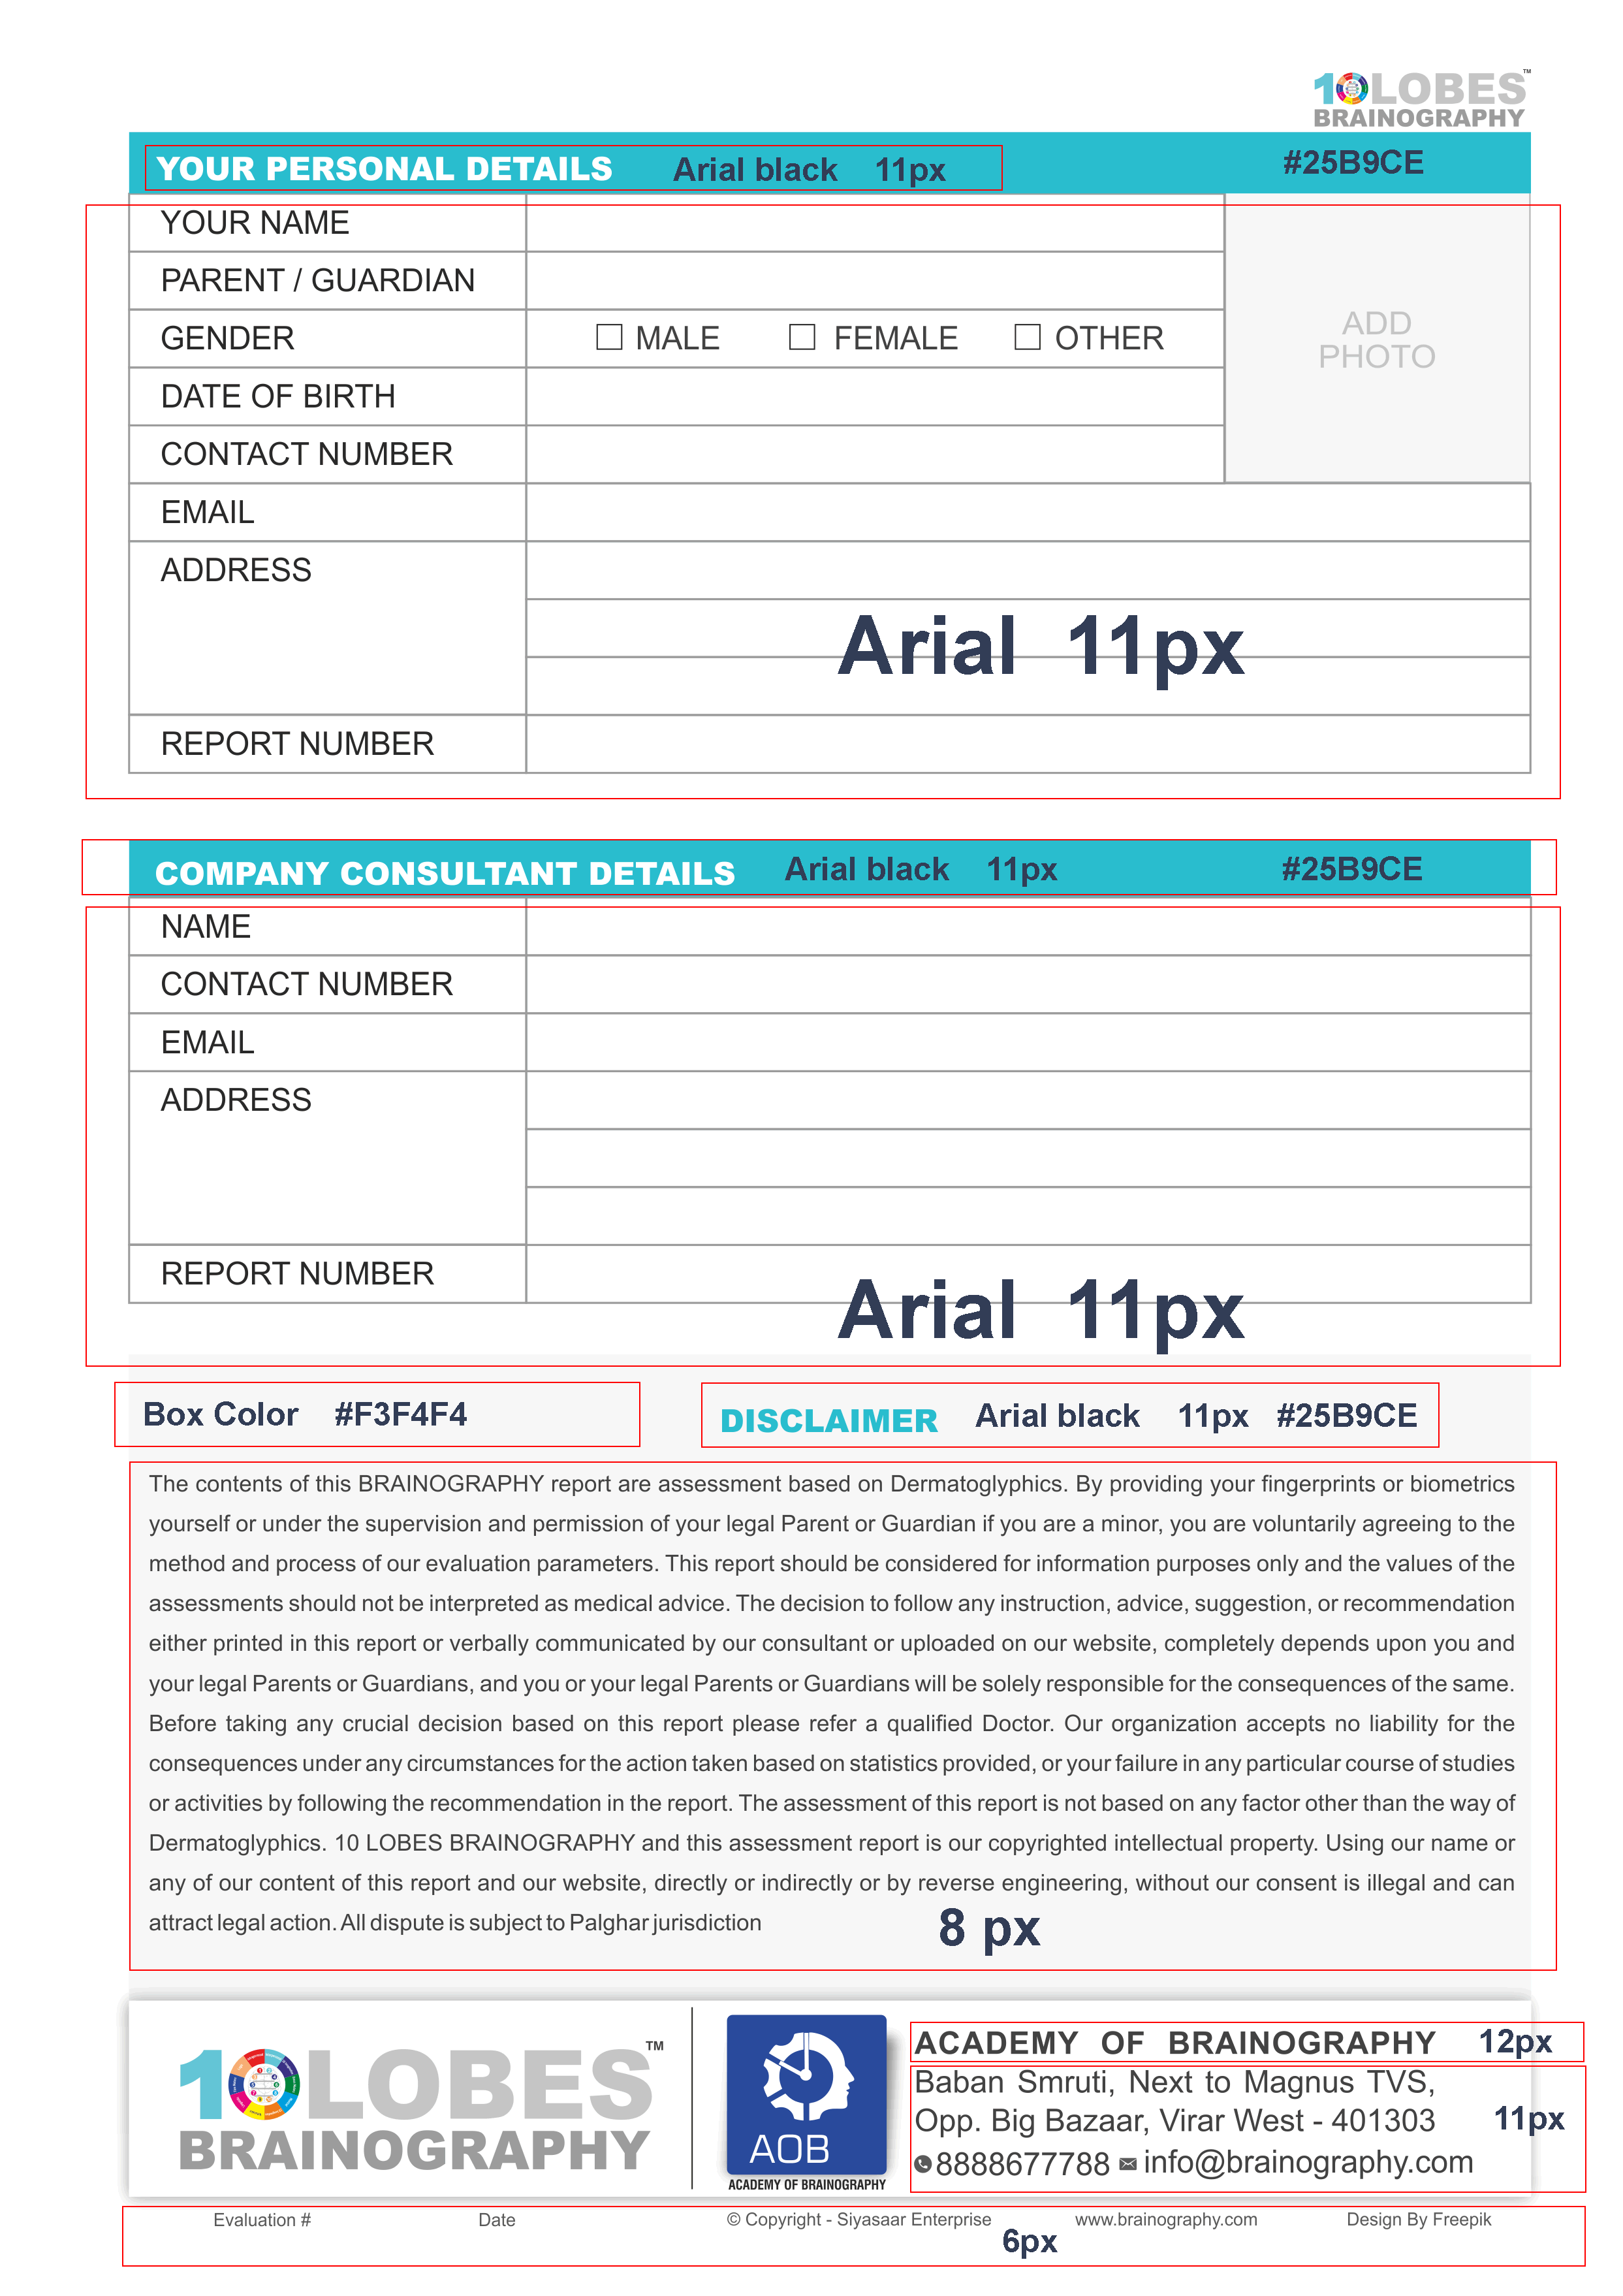 10LOBES™
BRAINOGRAPHY
YOUR PERSONAL DETAILS Arial black 11px #25B9CE
YOUR NAME
PARENT / GUARDIAN
GENDER ☐ MALE ☐ FEMALE ☐ OTHER
ADD
PHOTO
DATE OF BIRTH
CONTACT NUMBER
EMAIL
ADDRESS
Arial 11px
REPORT NUMBER
COMPANY CONSULTANT DETAILS Arial black 11px #25B9CE
NAME
CONTACT NUMBER
EMAIL
ADDRESS
REPORT NUMBER
Arial 11px
Box Color #F3F4F4
DISCLAIMER Arial black 11px #25B9CE
The contents of this BRAINOGRAPHY report are assessment based on Dermatoglyphics. By providing your fingerprints or biometrics
yourself or under the supervision and permission of your legal Parent or Guardian if you are a minor, you are voluntarily agreeing to the
method and process of our evaluation parameters. This report should be considered for information purposes only and the values of the
assessments should not be interpreted as medical advice. The decision to follow any instruction, advice, suggestion, or recommendation
either printed in this report or verbally communicated by our consultant or uploaded on our website, completely depends upon you and
your legal Parents or Guardians, and you or your legal Parents or Guardians will be solely responsible for the consequences of the same.
Before taking any crucial decision based on this report please refer a qualified Doctor. Our organization accepts no liability for the
consequences under any circumstances for the action taken based on statistics provided, or your failure in any particular course of studies
or activities by following the recommendation in the report. The assessment of this report is not based on any factor other than the way of
Dermatoglyphics. 10 LOBES BRAINOGRAPHY and this assessment report is our copyrighted intellectual property. Using our name or
any of our content of this report and our website, directly or indirectly or by reverse engineering, without our consent is illegal and can
attract legal action. All dispute is subject to Palghar jurisdiction
8 px
10LOBES™
BRAINOGRAPHY
AOB
ACADEMY OF BRAINOGRAPHY
ACADEMY OF BRAINOGRAPHY 12px
Baban Smruti, Next to Magnus TVS,
Opp. Big Bazaar, Virar West - 401303 11px
8888677788 info@brainography.com
Evaluation # Date © Copyright - Siyasaar Enterprise www.brainography.com Design By Freepik
6px